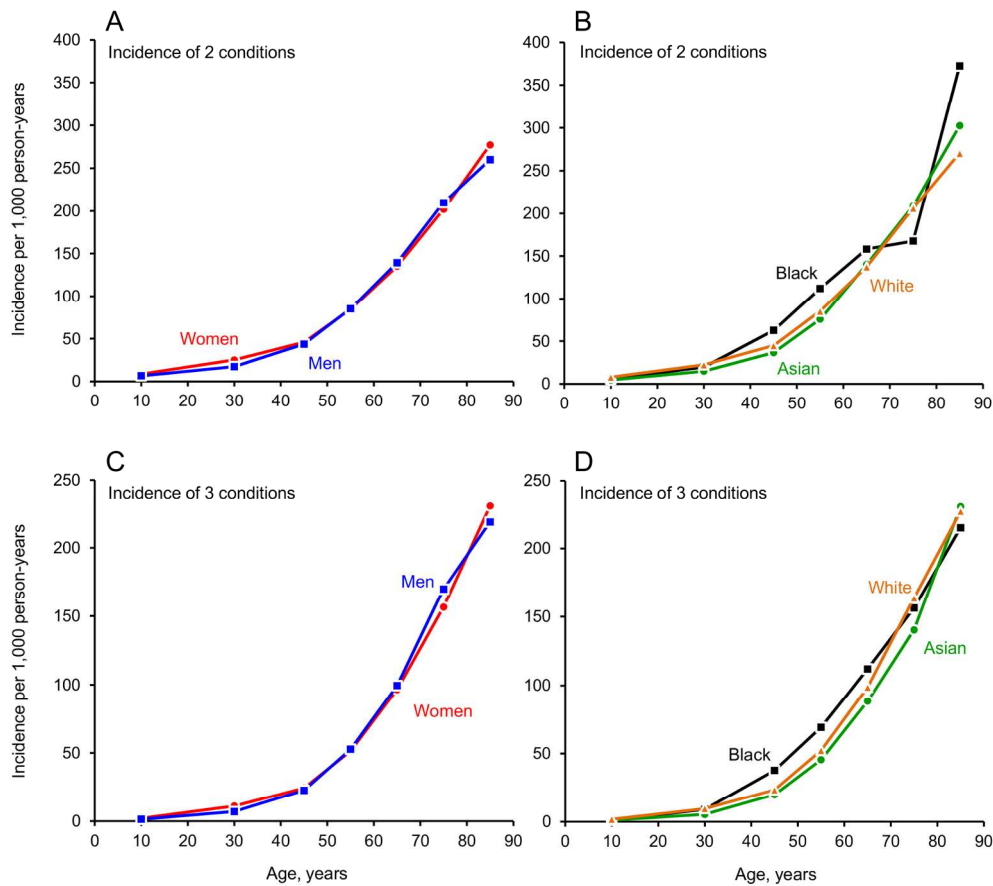 A
Incidence of 2 conditions
Incidence per 1,000 person-years
400
350
300
250
200
150
100
50
0
Women
Men
0 10 20 30 40 50 60 70 80 90
B
Incidence of 2 conditions
400
350
300
250
200
150
100
50
0
Black
White
Asian
0 10 20 30 40 50 60 70 80 90
C
Incidence of 3 conditions
Incidence per 1,000 person-years
250
200
150
100
50
0
Men
Women
0 10 20 30 40 50 60 70 80 90
Age, years
D
Incidence of 3 conditions
250
200
150
100
50
0
White
Asian
Black
0 10 20 30 40 50 60 70 80 90
Age, years